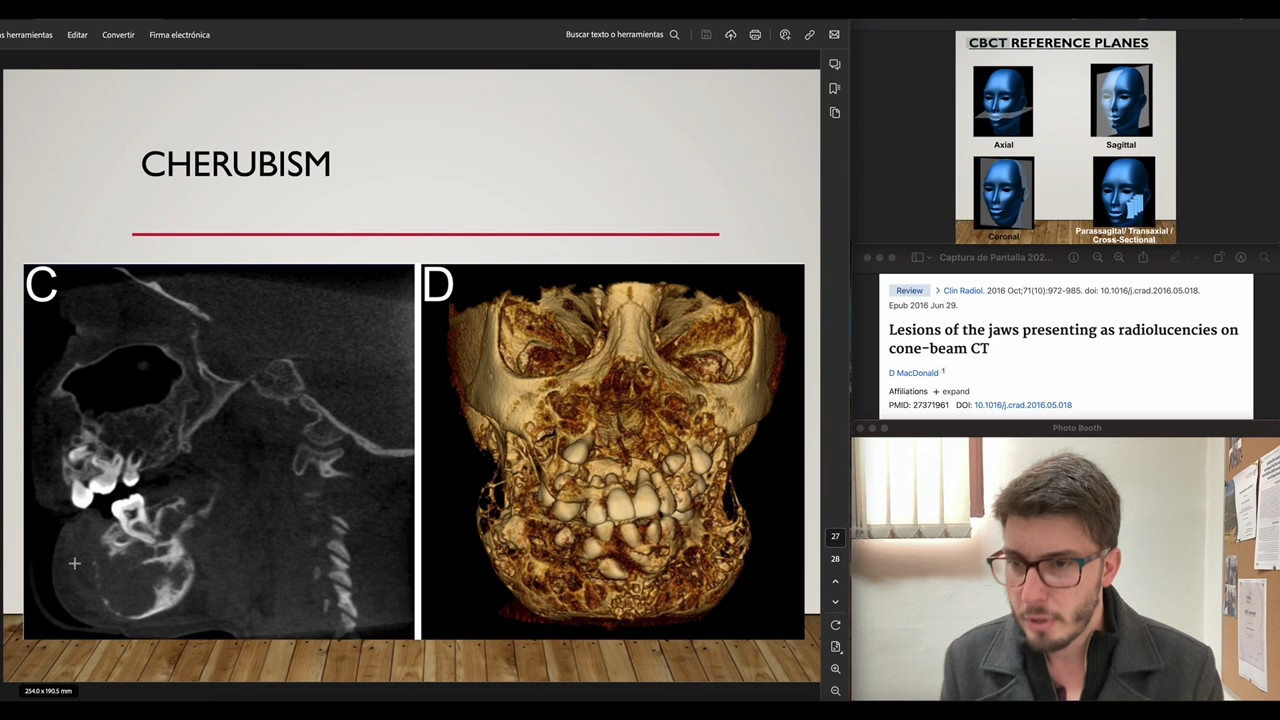 as herramientas
Editar
Convertir
Firma electrónica
Buscar texto o herramientas
CHERUBISM
C
D
27
28
254.0 x 190.5 mm
CBCT REFERENCE PLANES
Axial
Sagittal
Coronal
Parassagital/ Transaxial /
Cross-Sectional
Captura de Pantalla 202...
Review > Clin Radiol. 2016 Oct;71(10):972-985. doi: 10.1016/j.crad.2016.05.018.
Epub 2016 Jun 29.
Lesions of the jaws presenting as radiolucencies on
cone-beam CT
D MacDonald 1
Affiliations + expand
PMID: 27371961 DOI: 10.1016/j.crad.2016.05.018
Photo Booth